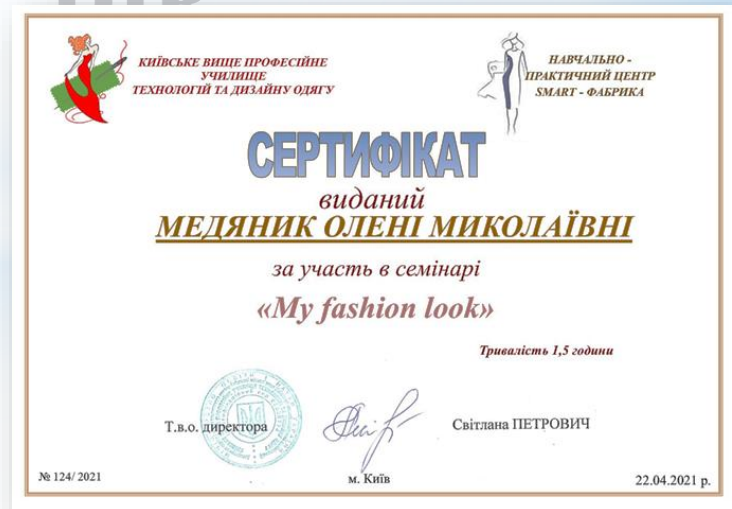 КИЇВСЬКЕ ВИЩЕ ПРОФЕСІЙНЕ
УЧИЛИЩЕ
ТЕХНОЛОГІЙ ТА ДИЗАЙНУ ОДЯГУ
НАВЧАЛЬНО -
ПРАКТИЧНИЙ ЦЕНТР
SMART - ФАБРИКА
СЕРТИФІКАТ
виданий
МЕДЯНИК ОЛЕНІ МИКОЛАЇВНІ
за участь в семінарі
«My fashion look»
Тривалість 1,5 години
Т.в.о. директора
Світлана ПЕТРОВИЧ
№ 124/ 2021
м. Київ
22.04.2021 р.